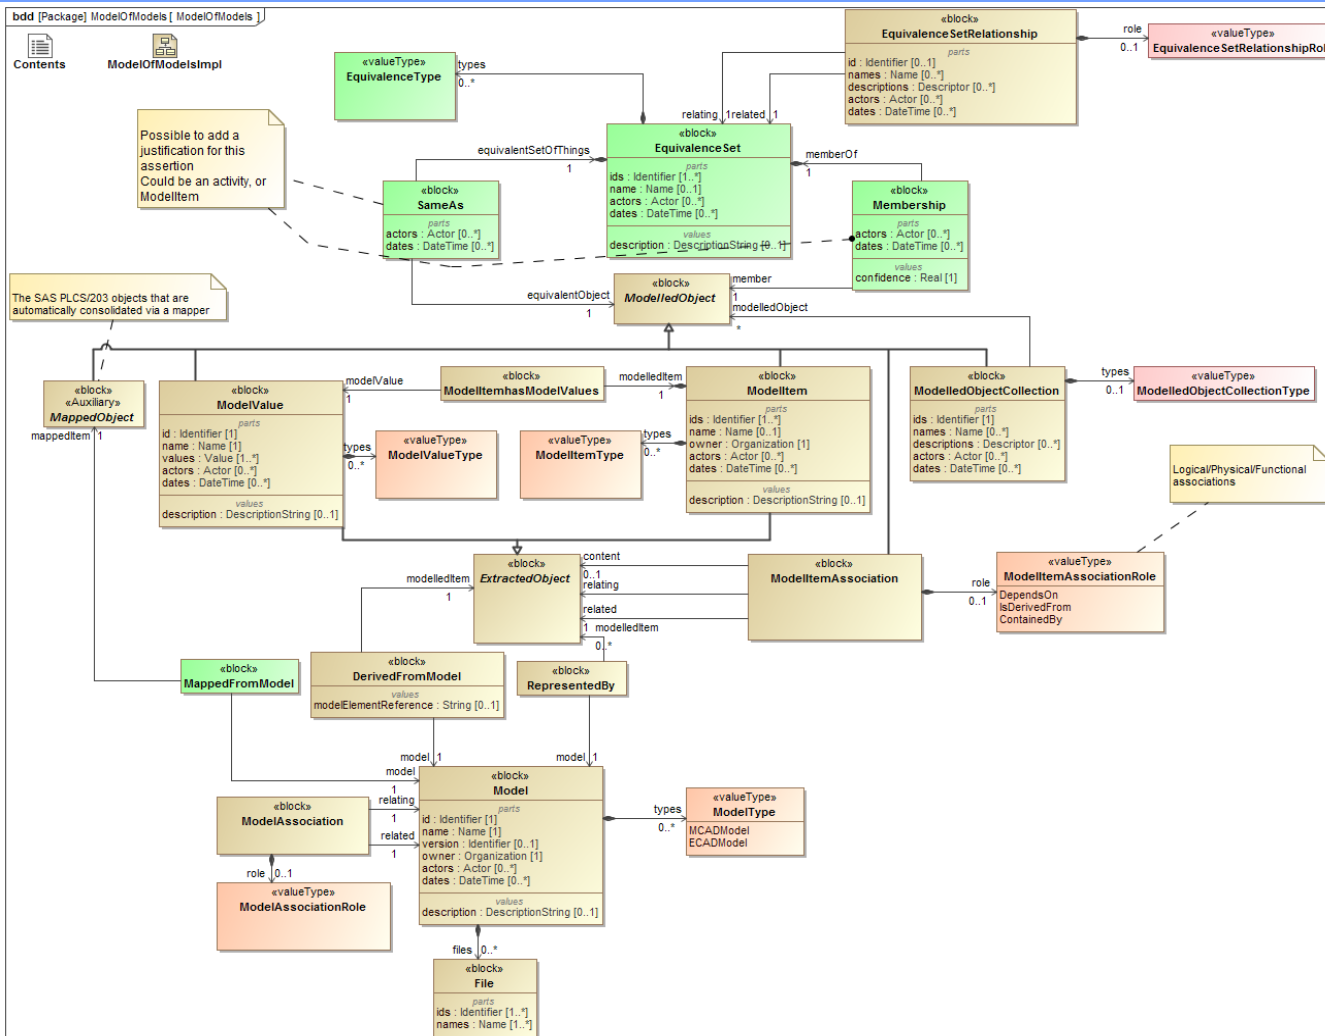 bdd [Package] ModelOfModels [ ModelOfModels ]
Contents
ModelOfModelsImpl
«valueType»
EquivalenceType
types
0..*
«block»
EquivalenceSetRelationship
parts
id : Identifier [0..1]
names : Name [0..*]
descriptions : Descriptor [0..*]
actors : Actor [0..*]
dates : DateTime [0..*]
role
0..1
«valueType»
EquivalenceSetRelationshipRol
relating
1
related
1
Possible to add a
justification for this
assertion
Could be an activity, or
ModelItem
equivalentSetOfThings
1
«block»
EquivalenceSet
parts
ids : Identifier [1..*]
name : Name [0..1]
actors : Actor [0..*]
dates : DateTime [0..*]
values
description : DescriptionString [0..1]
memberOf
1
«block»
SameAs
parts
actors : Actor [0..*]
dates : DateTime [0..*]
«block»
Membership
parts
actors : Actor [0..*]
dates : DateTime [0..*]
values
confidence : Real [1]
The SAS PLCS/203 objects that are
automatically consolidated via a mapper
equivalentObject
1
«block»
ModelledObject
member
1
modelledObject
*
«block»
«Auxiliary»
MappedObject
mappedItem
1
«block»
ModelValue
parts
id : Identifier [1]
name : Name [1]
values : Value [1..*]
actors : Actor [0..*]
dates : DateTime [0..*]
values
description : DescriptionString [0..1]
modelValue
1
«block»
ModelItemhasModelValues
modelledItem
1
types
0..*
«valueType»
ModelValueType
«valueType»
ModelItemType
types
0..*
«block»
ModelItem
parts
ids : Identifier [1..*]
name : Name [0..1]
owner : Organization [1]
actors : Actor [0..*]
dates : DateTime [0..*]
values
description : DescriptionString [0..1]
«block»
ModelledObjectCollection
parts
ids : Identifier [1]
names : Name [0..*]
descriptions : Descriptor [0..*]
actors : Actor [0..*]
dates : DateTime [0..*]
types
0..1
«valueType»
ModelledObjectCollectionType
Logical/Physical/Functional
associations
modelledItem
1
«block»
ExtractedObject
content
0..1
relating
related
1
modelledItem
0..*
«block»
ModelItemAssociation
role
0..1
«valueType»
ModelItemAssociationRole
DependsOn
IsDerivedFrom
ContainedBy
«block»
MappedFromModel
«block»
DerivedFromModel
values
modelElementReference : String [0..1]
«block»
RepresentedBy
model
1
model
1
model
1
relating
1
related
1
«block»
ModelAssociation
role
0..1
«valueType»
ModelAssociationRole
«block»
Model
parts
id : Identifier [1]
name : Name [1]
version : Identifier [0..1]
owner : Organization [1]
actors : Actor [0..*]
dates : DateTime [0..*]
values
description : DescriptionString [0..1]
types
0..*
«valueType»
ModelType
MCADModel
ECADModel
files
0..*
«block»
File
parts
ids : Identifier [1..*]
names : Name [1..*]